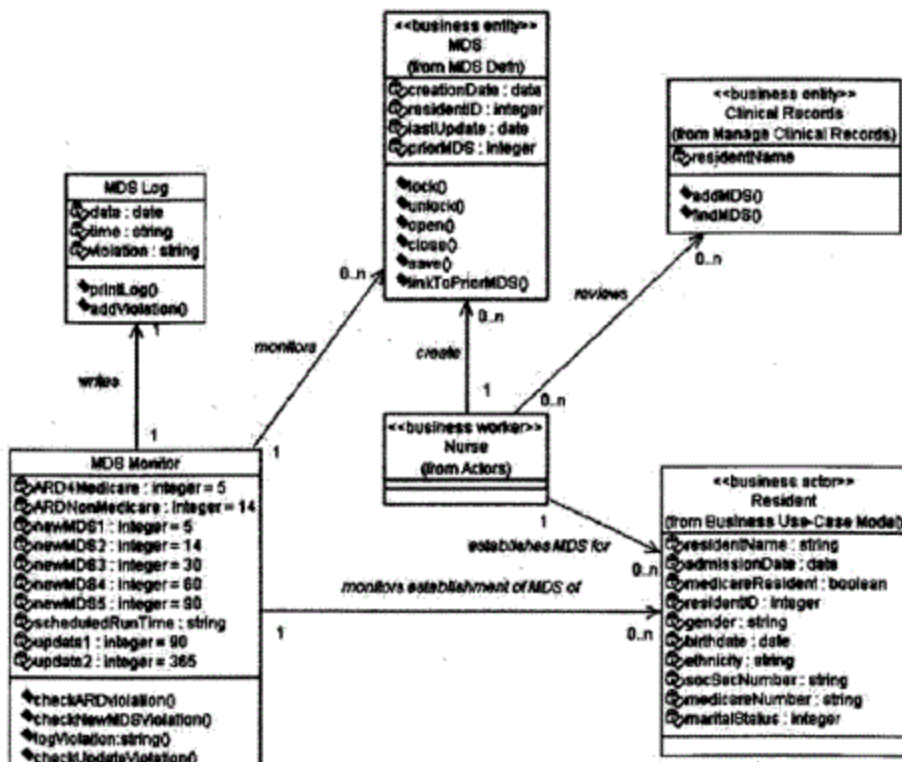 <<business entity>>
MDS
(from MDS Defn)
creationDate : date
residentID : integer
lastUpdate : date
priorMDS : integer
lock()
unlock()
open()
close()
save()
linkToPriorMDS()
<<business entity>>
Clinical Records
(from Manage Clinical Records)
residentName
addMDS()
findMDS()
MDS Log
date : date
time : string
violation : string
printLog()
addViolation()
0..n
0..n
0..n
reviews
monitors
create
writes
1
1
1
1
0..n
<<business worker>>
Nurse
(from Actors)
MDS Monitor
ARD4Medicare : integer = 5
ARDNonMedicare : integer = 14
newMDS1 : integer = 5
newMDS2 : integer = 14
newMDS3 : integer = 30
newMDS4 : integer = 60
newMDS5 : integer = 90
scheduledRunTime : string
update1 : integer = 90
update2 : integer = 365
checkARDviolation()
checkNewMDSViolation()
logViolation:string()
checkUpdateViolation()
1
establishes MDS for
0..n
monitors establishment of MDS of
1
0..n
<<business actor>>
Resident
(from Business Use-Case Model)
residentName : string
admissionDate : date
medicareResident : boolean
residentID : integer
gender : string
birthdate : date
ethnicity : string
socSecNumber : string
medicareNumber : string
maritalStatus : integer